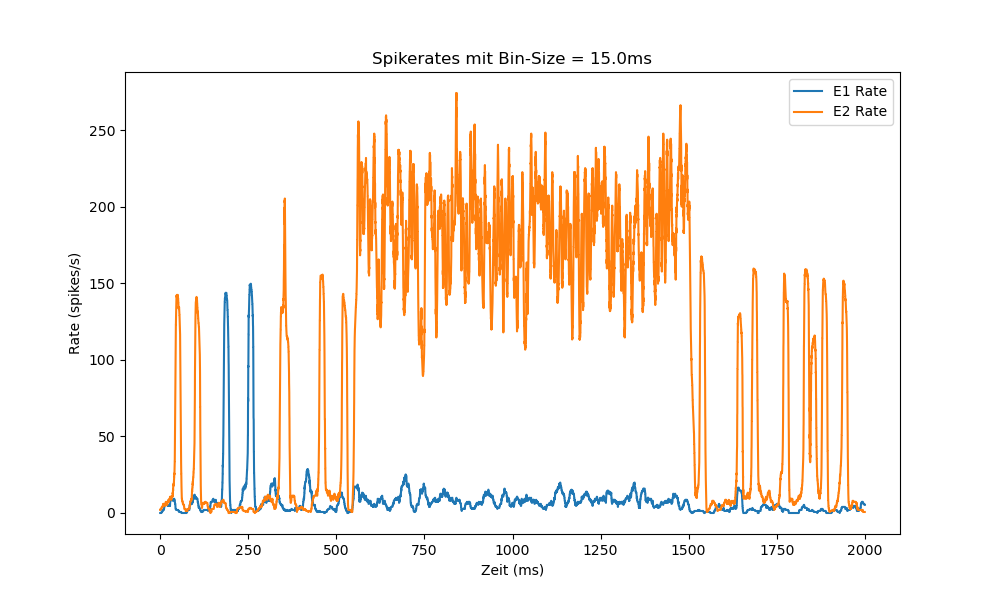 Spikerates mit Bin-Size = 15.0ms
E1 Rate
E2 Rate
Rate (spikes/s)
250
200
150
100
50
0
0 250 500 750 1000 1250 1500 1750 2000
Zeit (ms)